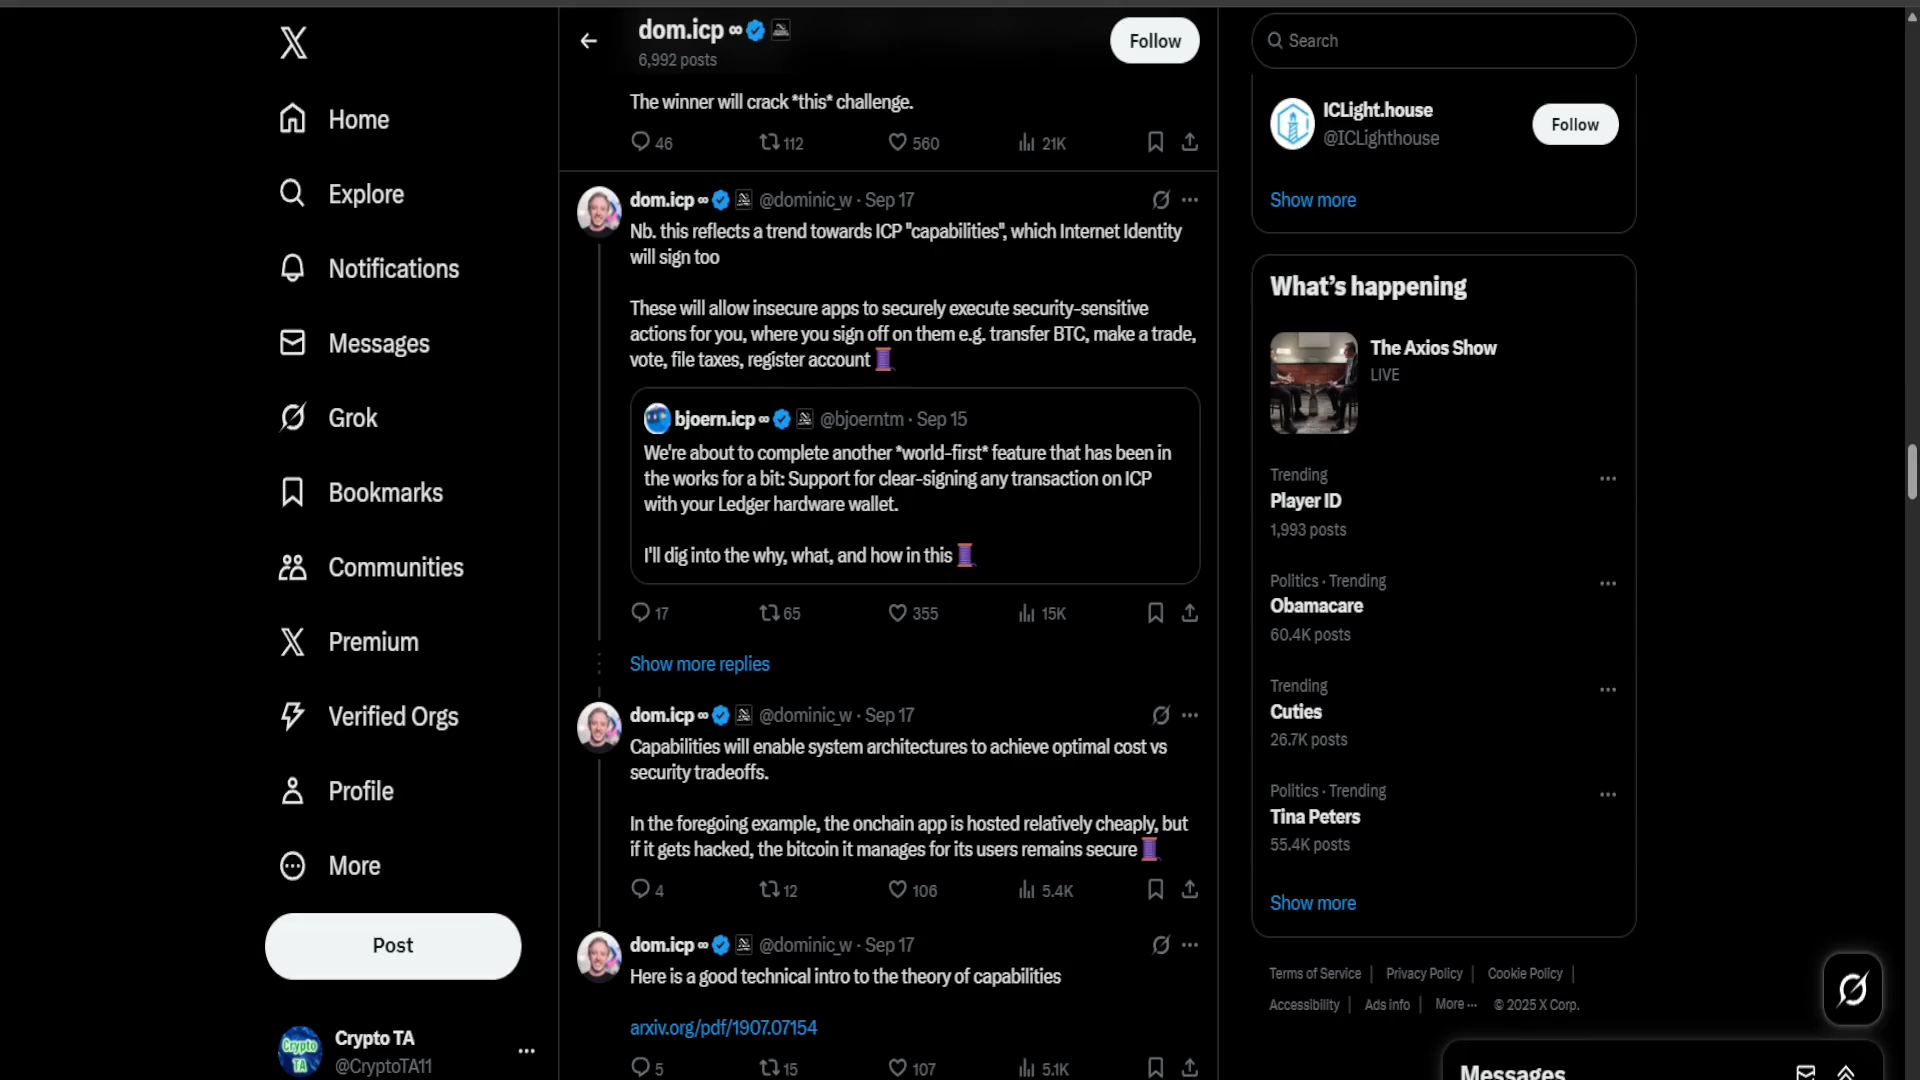 Home
Explore
Notifications
Messages
Grok
Bookmarks
Communities
Premium
Verified Orgs
Profile
More
Post
Crypto TA
@CryptoTA11
dom.icp ∞
6,992 posts
Follow
The winner will crack *this* challenge.
46 112 560 21K
dom.icp ∞ @dominic_w · Sep 17
Nb. this reflects a trend towards ICP "capabilities", which Internet Identity
will sign too
These will allow insecure apps to securely execute security-sensitive
actions for you, where you sign off on them e.g. transfer BTC, make a trade,
vote, file taxes, register account
bjoern.icp ∞ @bjoerntm · Sep 15
We're about to complete another *world-first* feature that has been in
the works for a bit: Support for clear-signing any transaction on ICP
with your Ledger hardware wallet.
I'll dig into the why, what, and how in this
17 65 355 15K
Show more replies
dom.icp ∞ @dominic_w · Sep 17
Capabilities will enable system architectures to achieve optimal cost vs
security tradeoffs.
In the foregoing example, the onchain app is hosted relatively cheaply, but
if it gets hacked, the bitcoin it manages for its users remains secure
4 12 106 5.4K
dom.icp ∞ @dominic_w · Sep 17
Here is a good technical intro to the theory of capabilities
arxiv.org/pdf/1907.07154
5 15 107 5.1K
Search
ICLight.house
@ICLighthouse
Follow
Show more
What's happening
The Axios Show
LIVE
Trending
Player ID
1,993 posts
Politics · Trending
Obamacare
60.4K posts
Trending
Cuties
26.7K posts
Politics · Trending
Tina Peters
55.4K posts
Show more
Terms of Service | Privacy Policy | Cookie Policy |
Accessibility | Ads info | More ··· © 2025 X Corp.
Messages